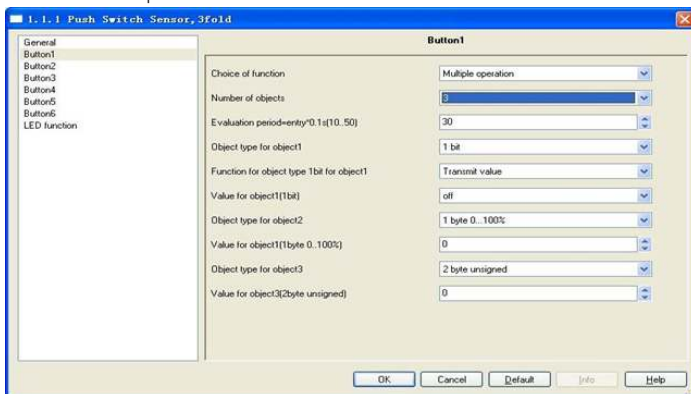 1.1.1 Push Switch Sensor,3fold
General
Button1
Button2
Button3
Button4
Button5
Button6
LED function
Button1
Choice of function Multiple operation
Number of objects 3
Evaluation period=entry*0.1s(10..50) 30
Object type for object1 1 bit
Function for object type 1bit for object1 Transmit value
Value for object1(1bit) off
Object type for object2 1 byte 0...100%
Value for object1(1byte 0..100%) 0
Object type for object3 2 byte unsigned
Value for object3(2byte unsigned) 0
OK Cancel Default Info Help